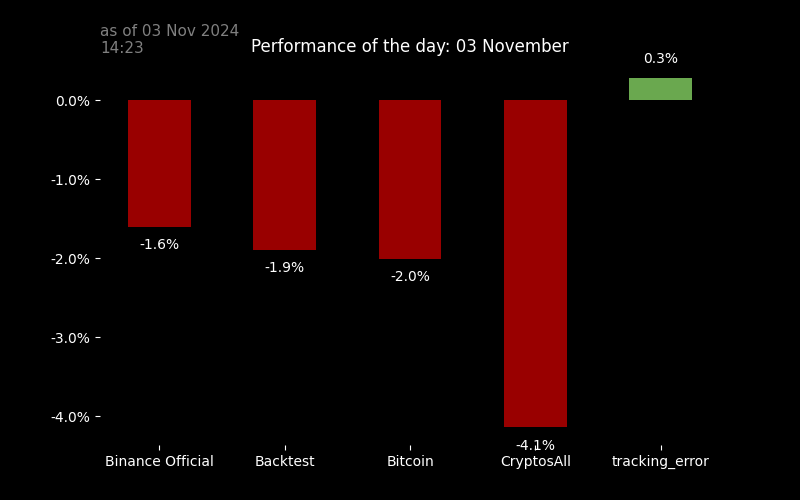 as of 03 Nov 2024
14:23
Performance of the day: 03 November
0.3%
0.0%
-1.0%
-1.6%
-1.9%
-2.0%
-2.0%
-3.0%
-4.0%
-4.1%
Binance Official
Backtest
Bitcoin
CryptosAll
tracking_error